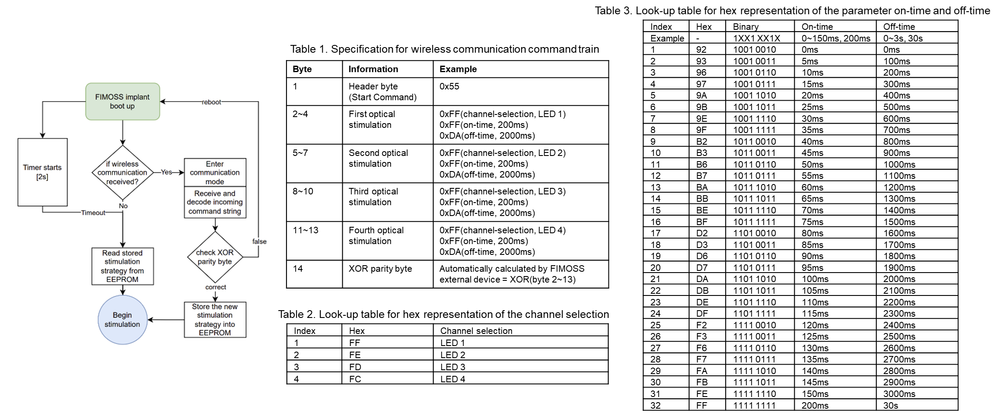 FIMOSS implant
boot up
reboot
Timer starts
[2s]
if wireless
communication
received?
Yes
Enter
communication
mode
Receive and
decode incoming
command string
No
Timeout
check XOR
parity byte
false
correct
Read stored
stimulation
strategy from
EEPROM
Begin
stimulation
Store the new
stimulation
strategy into
EEPROM
Table 1. Specification for wireless communication command train
Byte Information Example
1 Header byte 0x55
(Start Command)
2~4 First optical 0xFF(channel-selection, LED 1)
stimulation 0xFF(on-time, 200ms)
0xDA(off-time, 2000ms)
5~7 Second optical 0xFF(channel-selection, LED 2)
stimulation 0xFF(on-time, 200ms)
0xDA(off-time, 2000ms)
8~10 Third optical 0xFF(channel-selection, LED 3)
stimulation 0xFF(on-time, 200ms)
0xDA(off-time, 2000ms)
11~13 Fourth optical 0xFF(channel-selection, LED 4)
stimulation 0xFF(on-time, 200ms)
0xDA(off-time, 2000ms)
14 XOR parity byte Automatically calculated by FIMOSS
external device = XOR(byte 2~13)
Table 2. Look-up table for hex representation of the channel selection
Index Hex Channel selection
1 FF LED 1
2 FE LED 2
3 FD LED 3
4 FC LED 4
Table 3. Look-up table for hex representation of the parameter on-time and off-time
Index Hex Binary On-time Off-time
Example - 1XX1 XX1X 0~150ms, 200ms 0~3s, 30s
1 92 1001 0010 0ms 0ms
2 93 1001 0011 5ms 100ms
3 96 1001 0110 10ms 200ms
4 97 1001 0111 15ms 300ms
5 9A 1001 1010 20ms 400ms
6 9B 1001 1011 25ms 500ms
7 9E 1001 1110 30ms 600ms
8 9F 1001 1111 35ms 700ms
9 B2 1011 0010 40ms 800ms
10 B3 1011 0011 45ms 900ms
11 B6 1011 0110 50ms 1000ms
12 B7 1011 0111 55ms 1100ms
13 BA 1011 1010 60ms 1200ms
14 BB 1011 1011 65ms 1300ms
15 BE 1011 1110 70ms 1400ms
16 BF 1011 1111 75ms 1500ms
17 D2 1101 0010 80ms 1600ms
18 D3 1101 0011 85ms 1700ms
19 D6 1101 0110 90ms 1800ms
20 D7 1101 0111 95ms 1900ms
21 DA 1101 1010 100ms 2000ms
22 DB 1101 1011 105ms 2100ms
23 DE 1101 1110 110ms 2200ms
24 DF 1101 1111 115ms 2300ms
25 F2 1111 0010 120ms 2400ms
26 F3 1111 0011 125ms 2500ms
27 F6 1111 0110 130ms 2600ms
28 F7 1111 0111 135ms 2700ms
29 FA 1111 1010 140ms 2800ms
30 FB 1111 1011 145ms 2900ms
31 FE 1111 1110 150ms 3000ms
32 FF 1111 1111 200ms 30s